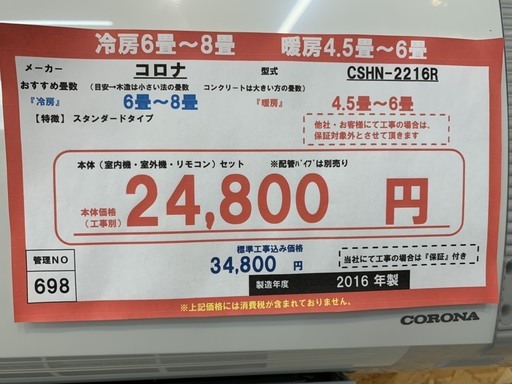 冷房6畳～8畳 暖房4.5畳～6畳
メーカー コロナ 型式 CSHN-2216R
おすすめ畳数 (目安→木造は小さい法の畳数 コンクリートは大きい方の畳数)
『冷房』 6畳～8畳 『暖房』 4.5畳～6畳
【特徴】 スタンダードタイプ
他社・お客様にて工事の場合は、
保証対象外とさせて頂きます
本体（室内機・室外機・リモコン）セット ※配管ﾊﾟｲﾌﾟは別売り
本体価格
（工事別）
24,800 円
標準工事込み価格
34,800 円
当社にて工事の場合は『保証』付き
管理NO
698
製造年度 2016 年製
※上記価格には消費税が含まれておりません。
CORONA